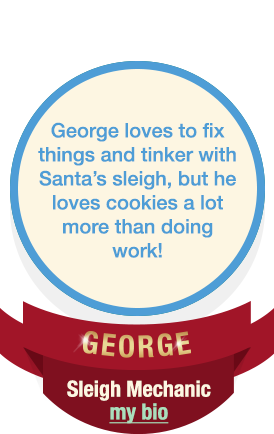 George loves to fix
things and tinker with
Santa’s sleigh, but he
loves cookies a lot
more than doing
work!
GEORGE
Sleigh Mechanic
my bio